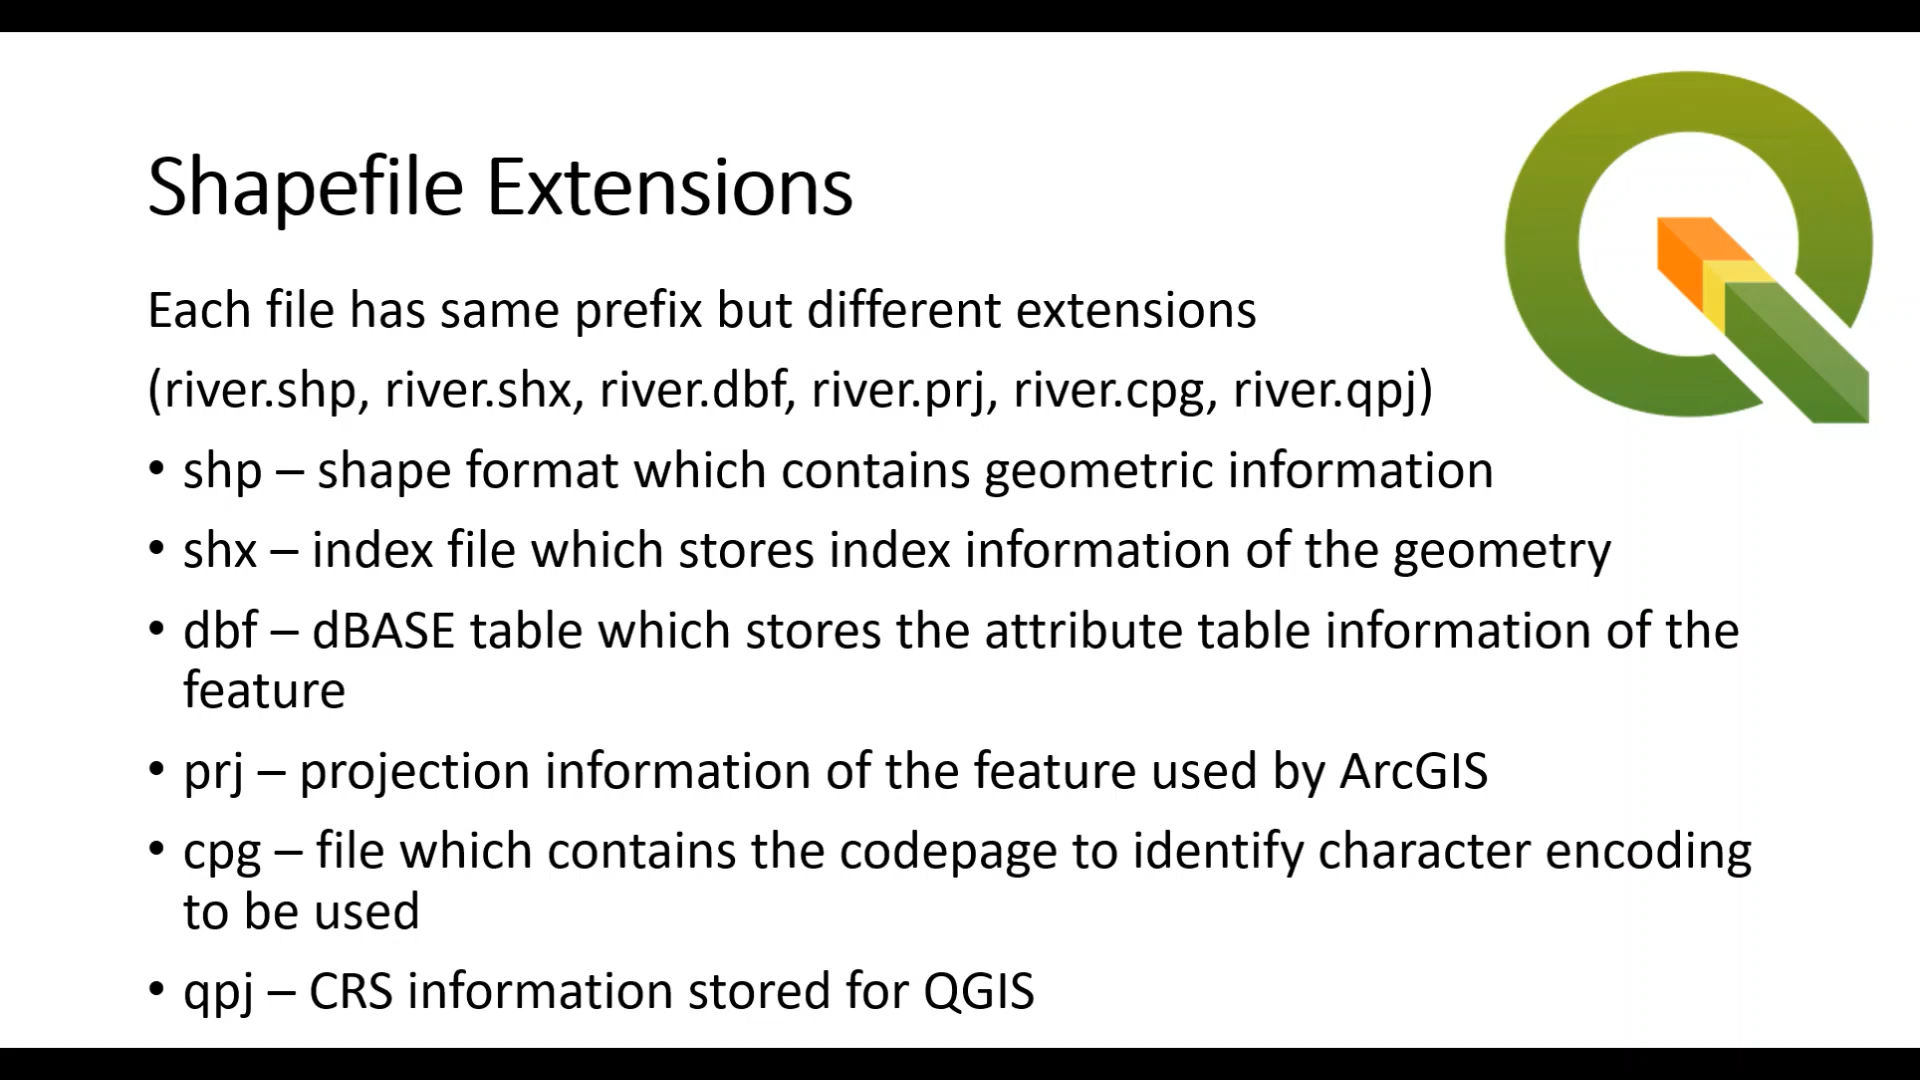 Shapefile Extensions
Each file has same prefix but different extensions
(river.shp, river.shx, river.dbf, river.prj, river.cpg, river.qpj)
• shp – shape format which contains geometric information
• shx – index file which stores index information of the geometry
• dbf – dBASE table which stores the attribute table information of the
feature
• prj – projection information of the feature used by ArcGIS
• cpg – file which contains the codepage to identify character encoding
to be used
• qpj – CRS information stored for QGIS